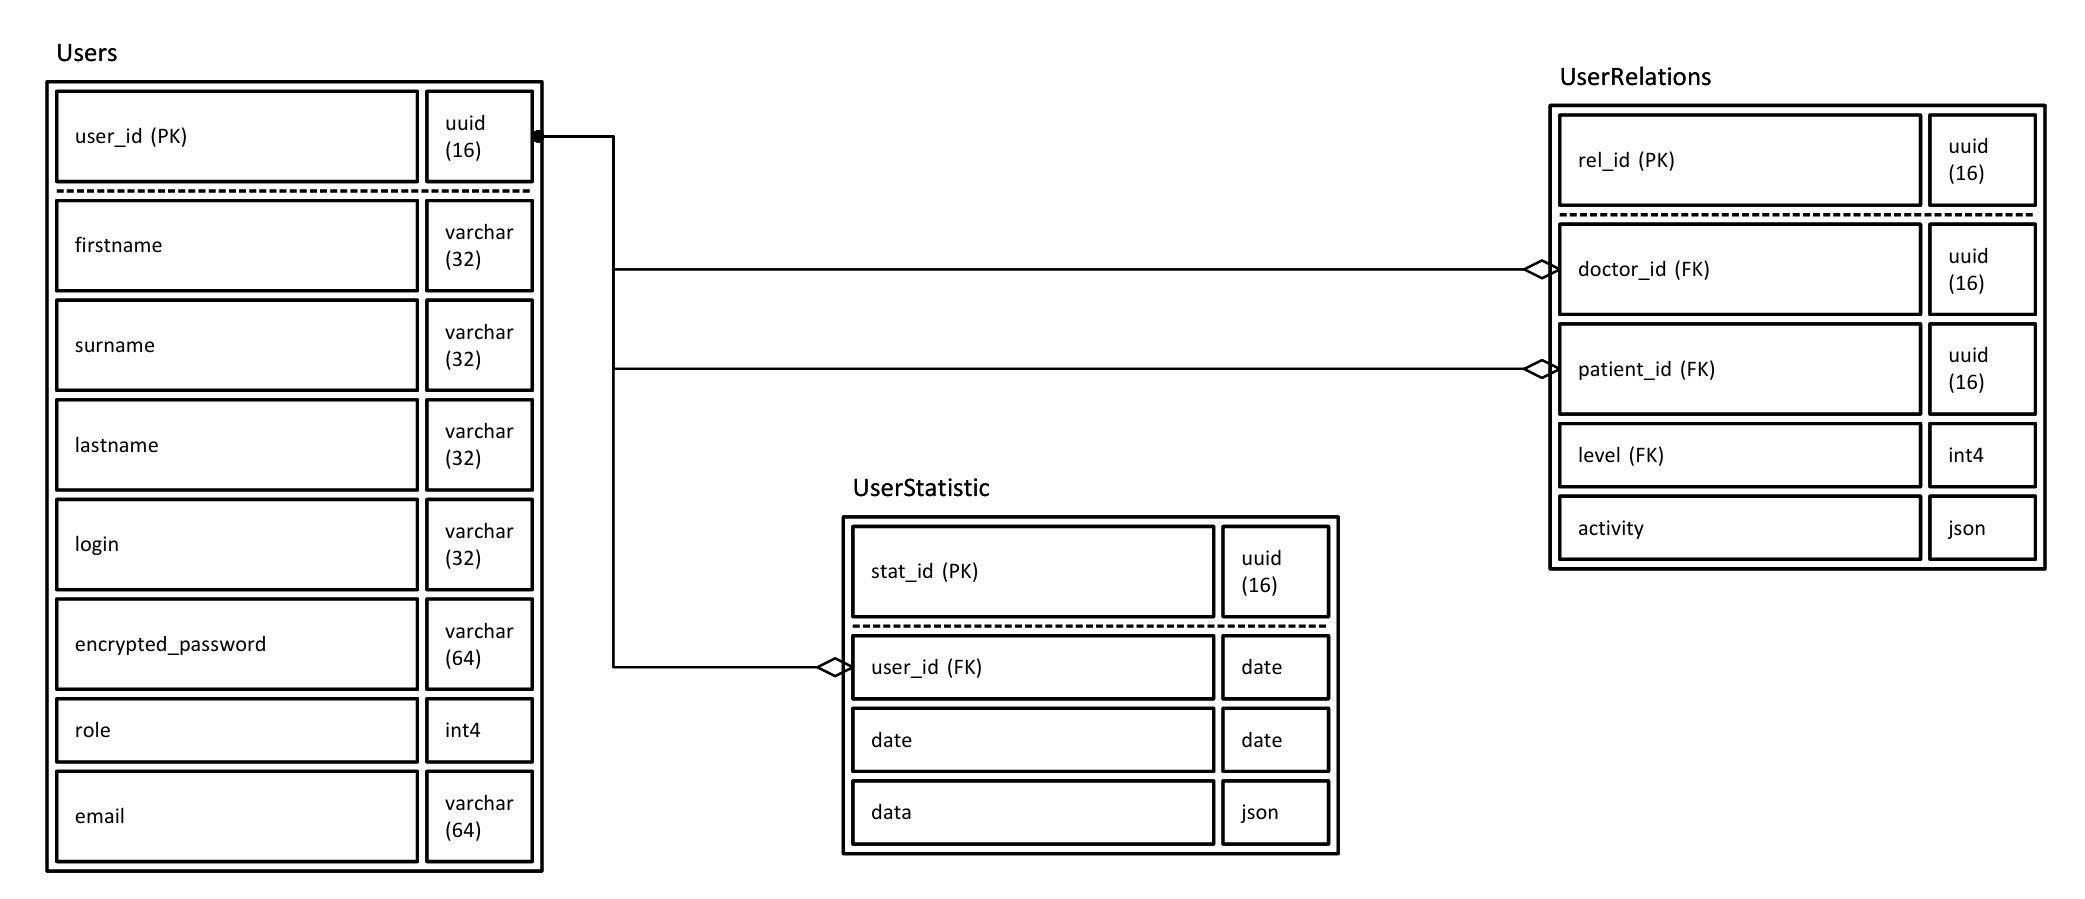 Users
user_id (PK)
uuid
(16)
firstname
varchar
(32)
surname
varchar
(32)
lastname
varchar
(32)
login
varchar
(32)
encrypted_password
varchar
(64)
role
int4
email
varchar
(64)
UserStatistic
stat_id (PK)
uuid
(16)
user_id (FK)
date
date
date
data
json
UserRelations
rel_id (PK)
uuid
(16)
doctor_id (FK)
uuid
(16)
patient_id (FK)
uuid
(16)
level (FK)
int4
activity
json